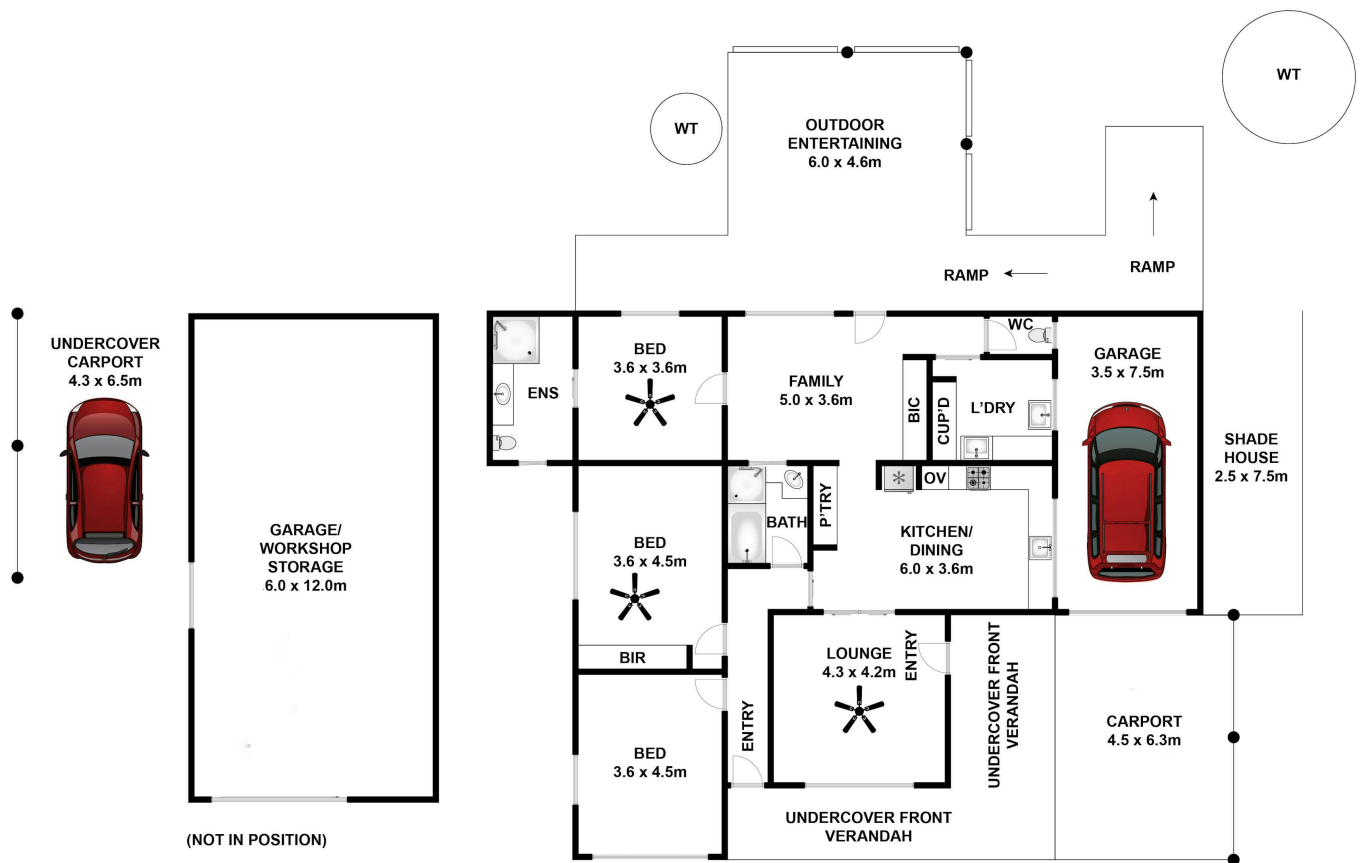 WT
WT
OUTDOOR
ENTERTAINING
6.0 x 4.6m
RAMP
RAMP
UNDERCOVER
CARPORT
4.3 x 6.5m
GARAGE/
WORKSHOP
STORAGE
6.0 x 12.0m
(NOT IN POSITION)
ENS
BED
3.6 x 3.6m
FAMILY
5.0 x 3.6m
BIC
CUP'D
L'DRY
WC
GARAGE
3.5 x 7.5m
SHADE
HOUSE
2.5 x 7.5m
BED
3.6 x 4.5m
BIR
BATH
P'TRY
OV
KITCHEN/
DINING
6.0 x 3.6m
BED
3.6 x 4.5m
ENTRY
LOUNGE
4.3 x 4.2m
ENTRY
UNDERCOVER FRONT
VERANDAH
UNDERCOVER FRONT
VERANDAH
CARPORT
4.5 x 6.3m